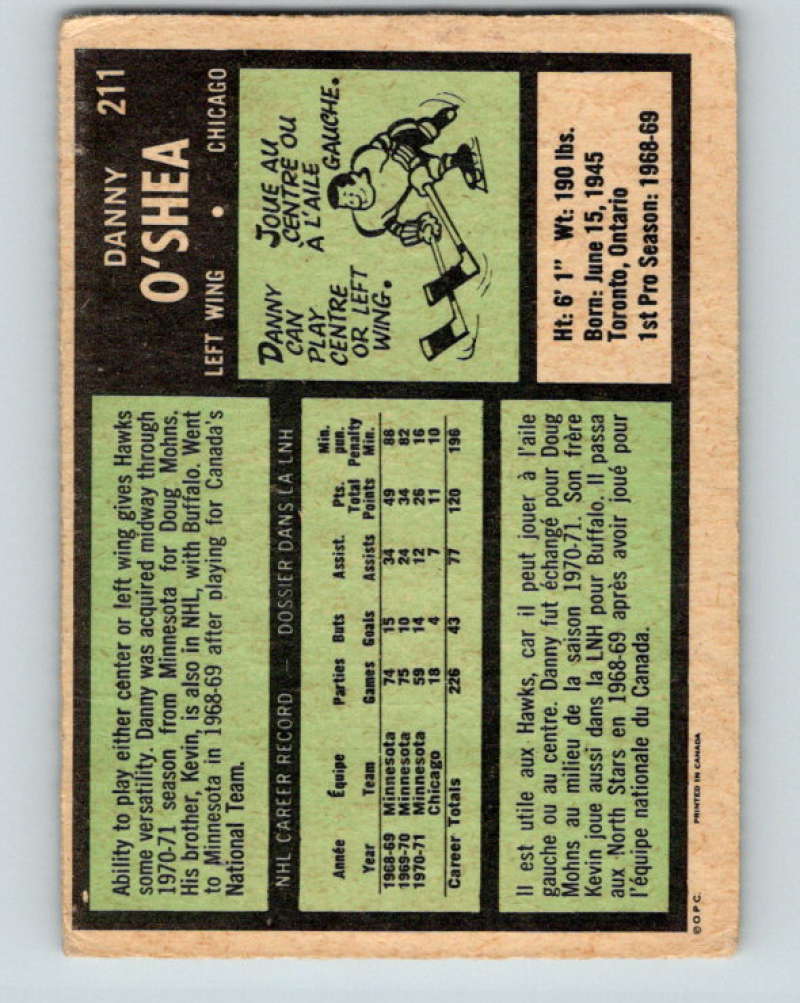 DANNY 211
O'SHEA
LEFT WING • CHICAGO
Ability to play either center or left wing gives Hawks
some versatility. Danny was acquired midway through
1970-71 season from Minnesota for Doug Mohns.
His brother, Kevin, is also in NHL, with Buffalo. Went
to Minnesota in 1968-69 after playing for Canada's
National Team.
DANNY
CAN
PLAY
CENTRE
OR LEFT
WING.
JOUE AU
CENTRE OU
À L'AILE
GAUCHE.
NHL CAREER RECORD — DOSSIER DANS LA LNH
Année Équipe Parties Buts Assist. Pts. Min. pun.
Year Team Games Goals Assists Total Points Penalty Min.
1968-69 Minnesota 74 15 34 49 88
1969-70 Minnesota 75 10 24 34 82
1970-71 Minnesota 59 14 12 26 16
Chicago 18 4 7 11 10
Career Totals 226 43 77 120 196
Ht: 6' 1" Wt: 190 lbs.
Born: June 15, 1945
Toronto, Ontario
1st Pro Season: 1968-69
Il est utile aux Hawks, car il peut jouer à l'aile
gauche ou au centre. Danny fut échangé pour Doug
Mohns au milieu de la saison 1970-71. Son frère
Kevin joue aussi dans la LNH pour Buffalo. Il passa
aux North Stars en 1968-69 après avoir joué pour
l'équipe nationale du Canada.
© O.P.C. PRINTED IN CANADA